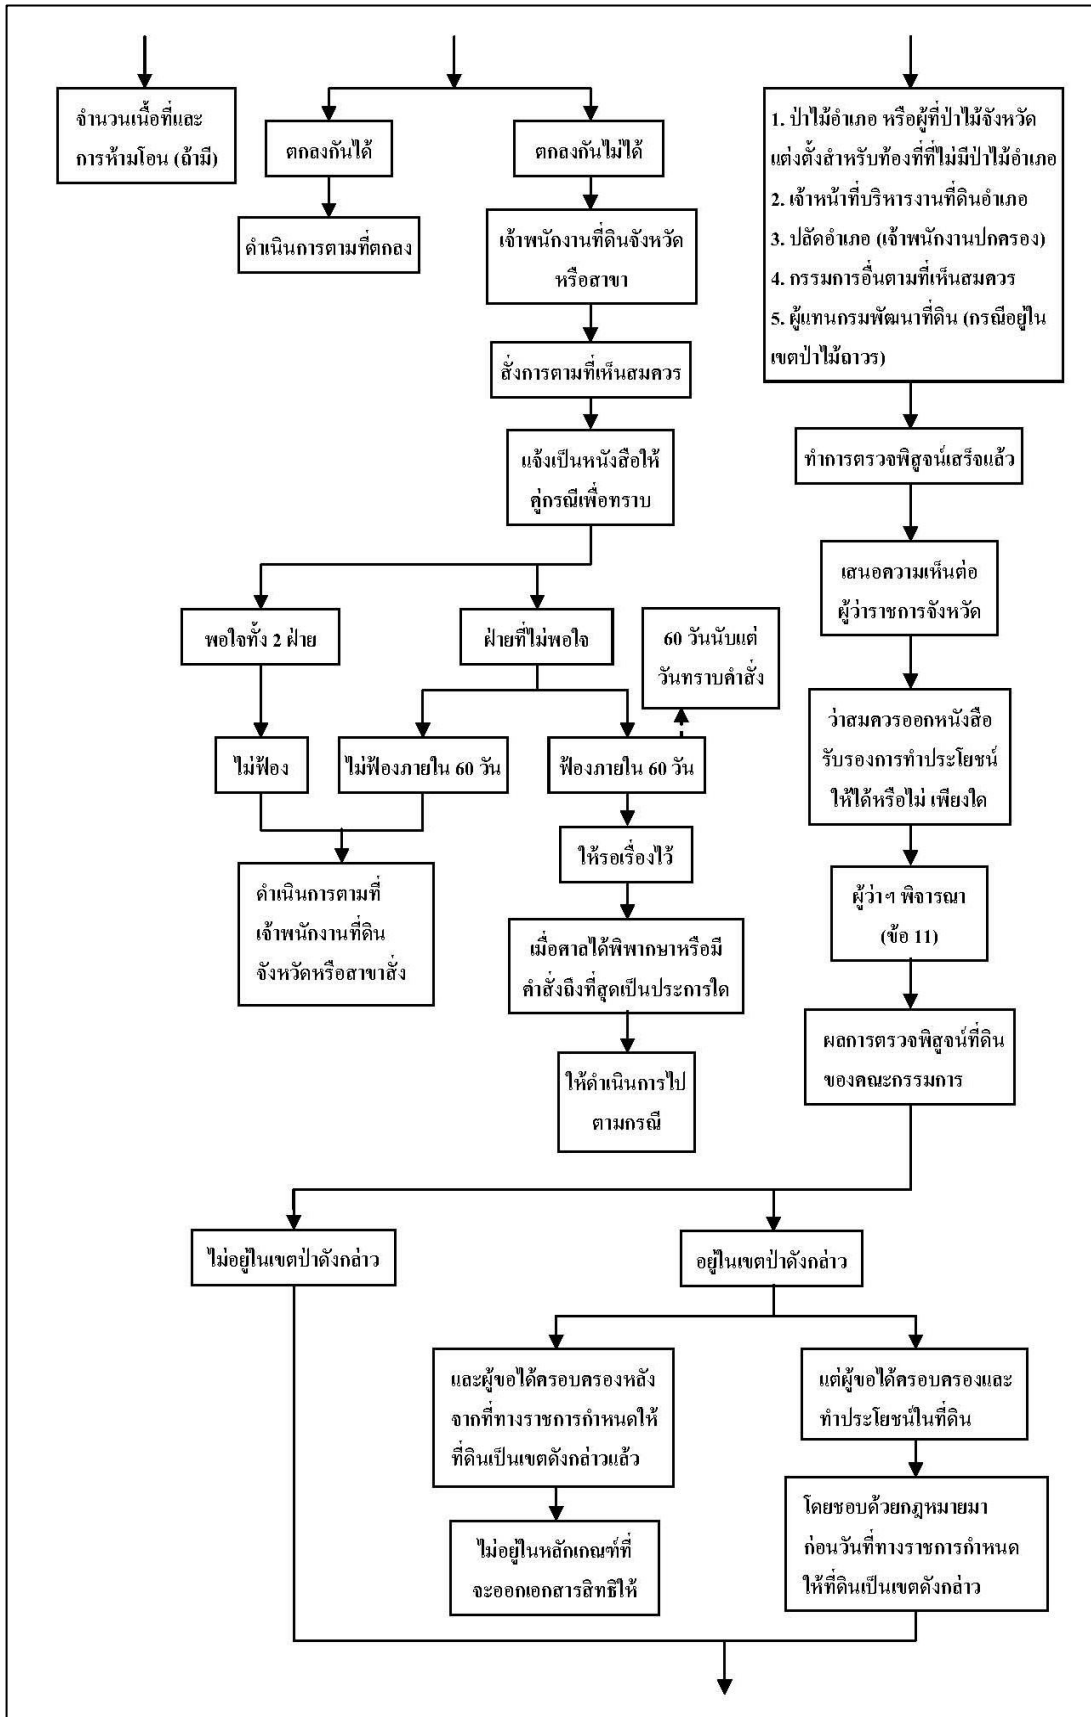 จำนวนเนื้อที่และ
การห้ามโอน (ถ้ามี)
ตกลงกันได้
ตกลงกันไม่ได้
ดำเนินการตามที่ตกลง
เจ้าพนักงานที่ดินจังหวัด
หรือสาขา
สั่งการตามที่เห็นสมควร
แจ้งเป็นหนังสือให้
คู่กรณีเพื่อทราบ
พอใจทั้ง 2 ฝ่าย
ฝ่ายที่ไม่พอใจ
60 วันนับแต่
วันทราบคำสั่ง
ไม่ฟ้อง
ไม่ฟ้องภายใน 60 วัน
ฟ้องภายใน 60 วัน
ดำเนินการตามที่
เจ้าพนักงานที่ดิน
จังหวัดหรือสาขาสั่ง
ให้รอเรื่องไว้
เมื่อศาลได้พิพากษาหรือมี
คำสั่งถึงที่สุดเป็นประการใด
ให้ดำเนินการไป
ตามกรณี
1. ป่าไม้อำเภอ หรือผู้ที่ป่าไม้จังหวัด
แต่งตั้งสำหรับท้องที่ที่ไม่มีป่าไม้อำเภอ
2. เจ้าหน้าที่บริหารงานที่ดินอำเภอ
3. ปลัดอำเภอ (เจ้าพนักงานปกครอง)
4. กรรมการอื่นตามที่เห็นสมควร
5. ผู้แทนกรมพัฒนาที่ดิน (กรณีอยู่ใน
เขตป่าไม้ถาวร)
ทำการตรวจพิสูจน์เสร็จแล้ว
เสนอความเห็นต่อ
ผู้ว่าราชการจังหวัด
ว่าสมควรออกหนังสือ
รับรองการทำประโยชน์
ให้ได้หรือไม่ เพียงใด
ผู้ว่าฯ พิจารณา
(ข้อ 11)
ผลการตรวจพิสูจน์ที่ดิน
ของคณะกรรมการ
ไม่อยู่ในเขตป่าดังกล่าว
อยู่ในเขตป่าดังกล่าว
และผู้ขอได้ครอบครองหลัง
จากที่ทางราชการกำหนดให้
ที่ดินเป็นเขตดังกล่าวแล้ว
ไม่อยู่ในหลักเกณฑ์ที่
จะออกเอกสารสิทธิให้
แต่ผู้ขอได้ครอบครองและ
ทำประโยชน์ในที่ดิน
โดยชอบด้วยกฎหมายมา
ก่อนวันที่ทางราชการกำหนด
ให้ที่ดินเป็นเขตดังกล่าว